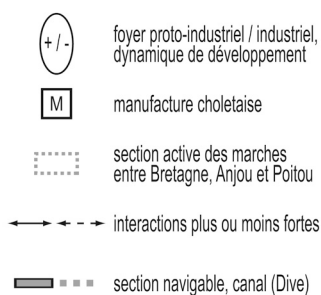 + / -
foyer proto-industriel / industriel,
dynamique de développement
M
manufacture choletaise
section active des marches
entre Bretagne, Anjou et Poitou
interactions plus ou moins fortes
section navigable, canal (Dive)